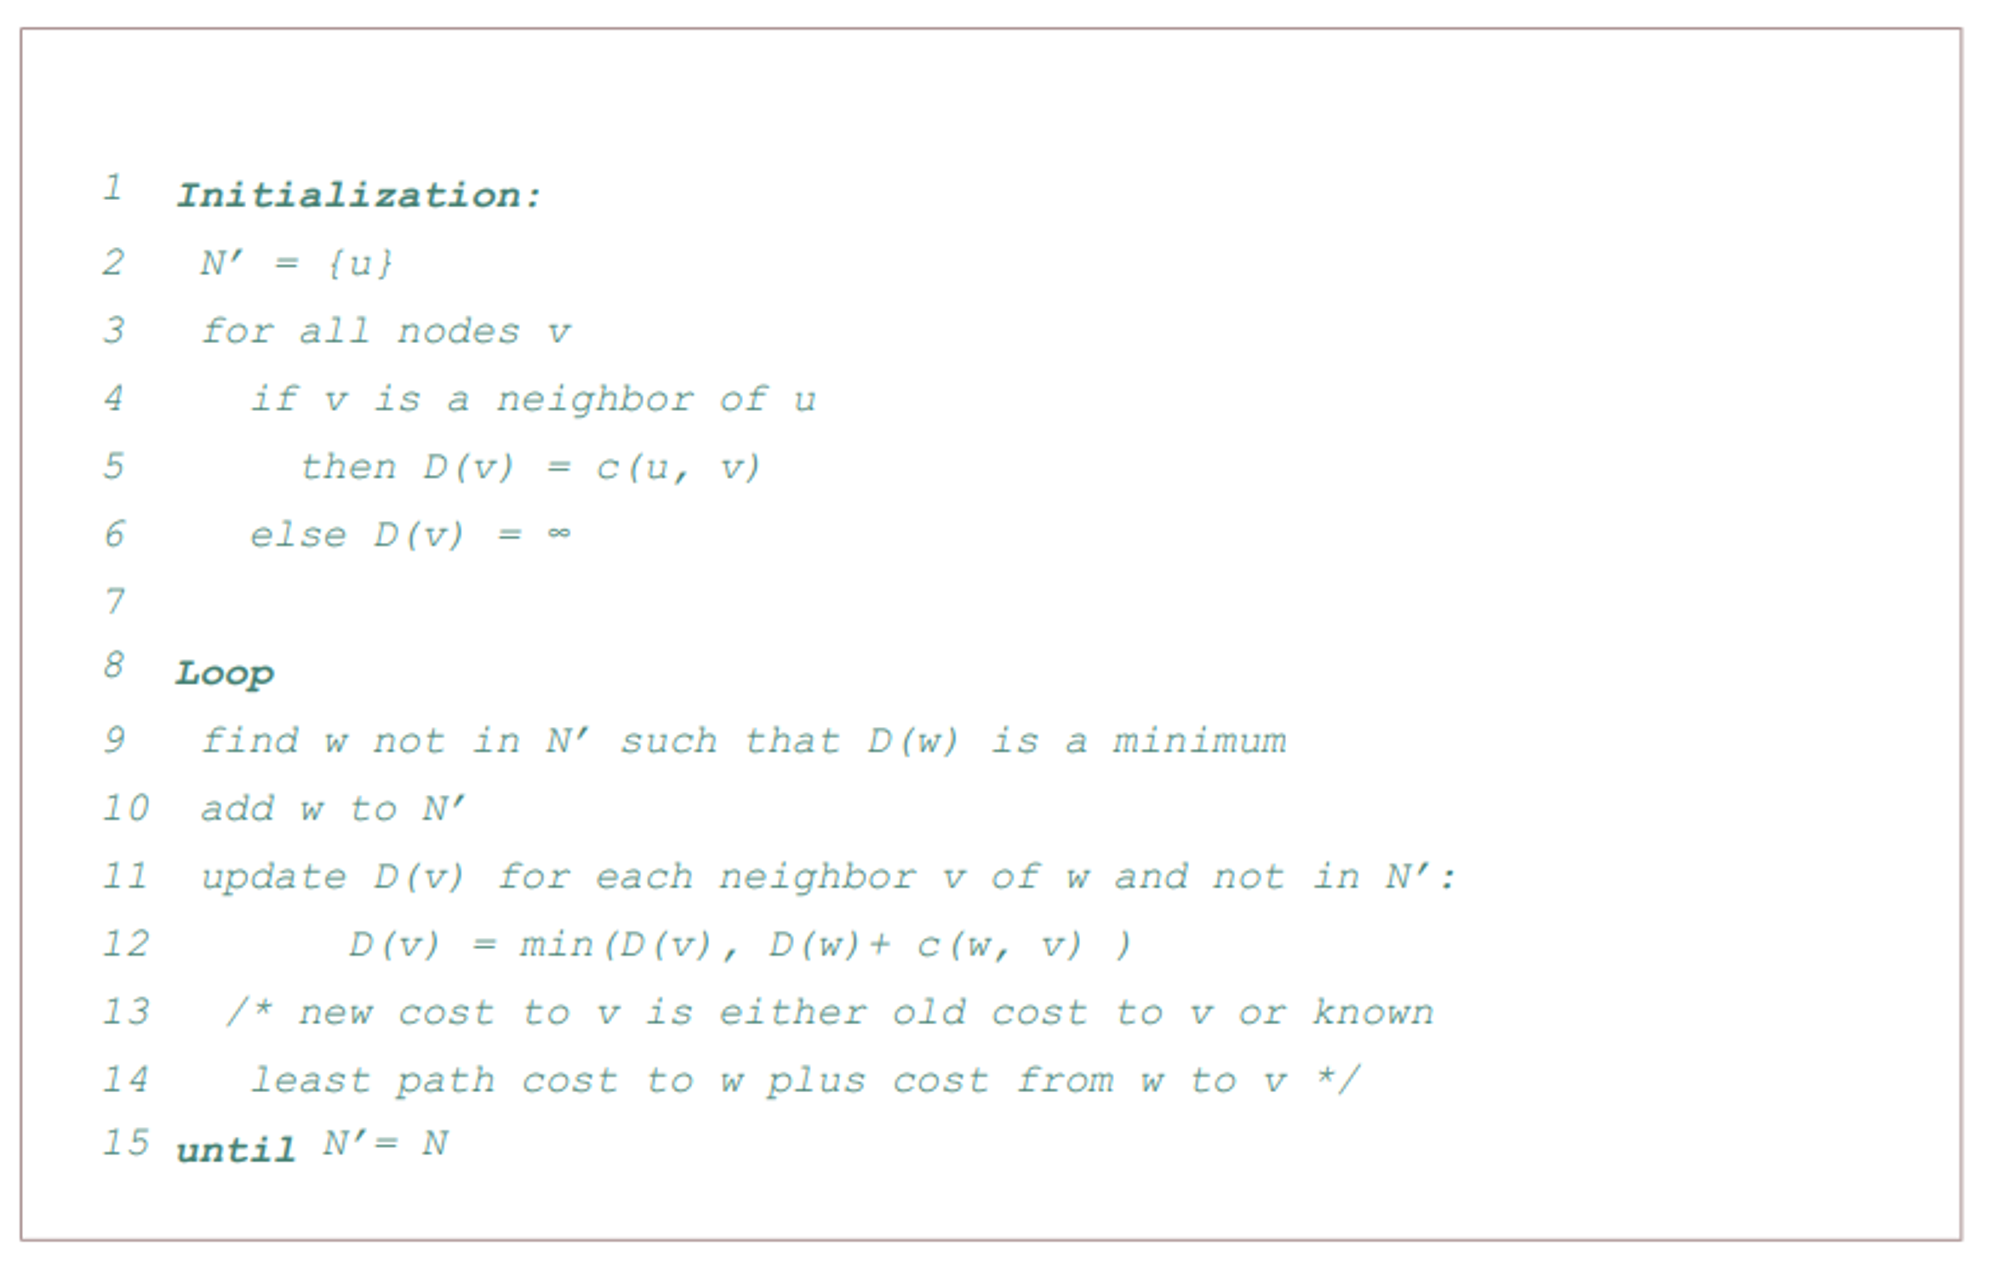 1 Initialization:
2 N′ = {u}
3 for all nodes v
4 if v is a neighbor of u
5 then D(v) = c(u, v)
6 else D(v) = ∞
7
8 Loop
9 find w not in N′ such that D(w) is a minimum
10 add w to N′
11 update D(v) for each neighbor v of w and not in N′:
12 D(v) = min(D(v), D(w)+ c(w, v) )
13 /* new cost to v is either old cost to v or known
14 least path cost to w plus cost from w to v */
15 until N′= N